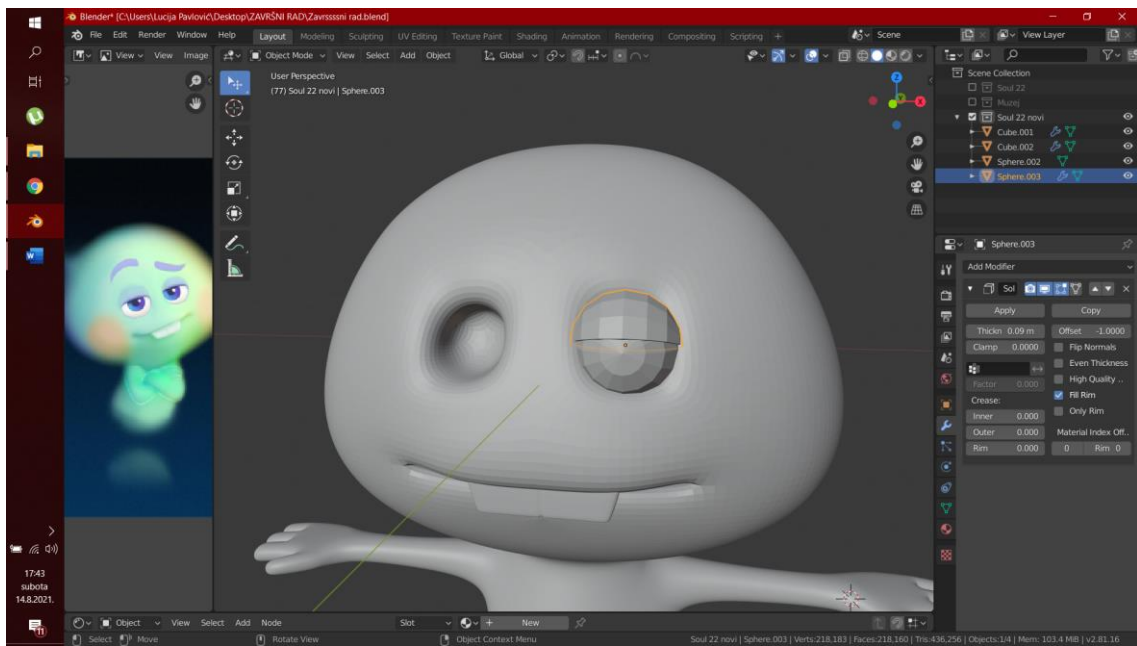 Blender* [C:\Users\Lucija Pavlović\Desktop\ZAVRŠNI RAD\Zavrssssni rad.blend]
File Edit Render Window Help Layout Modeling Sculpting UV Editing Texture Paint Shading Animation Rendering Compositing Scripting + Scene View Layer
View View Image Object Mode View Select Add Object Global
User Perspective
(77) Soul 22 novi | Sphere.003
Z
X
Scene Collection
Soul 22
Muzej
Soul 22 novi
Cube.001
Cube.002
Sphere.002
Sphere.003
Sphere.003
Add Modifier
Sol
Apply Copy
Thickn 0.09 m Offset -1.0000
Clamp 0.0000 Flip Normals
Even Thickness
Factor 0.000 High Quality ..
Crease: Fill Rim
Inner 0.000 Only Rim
Outer 0.000 Material Index Off..
Rim 0.000 0 Rim 0
17:43
subota
14.8.2021.
Object View Select Add Node Slot New
Select Move Rotate View Object Context Menu Soul 22 novi | Sphere.003 | Verts:218,183 | Faces:218,160 | Tris:436,256 | Objects:1/4 | Mem: 103.4 MiB | v2.81.16